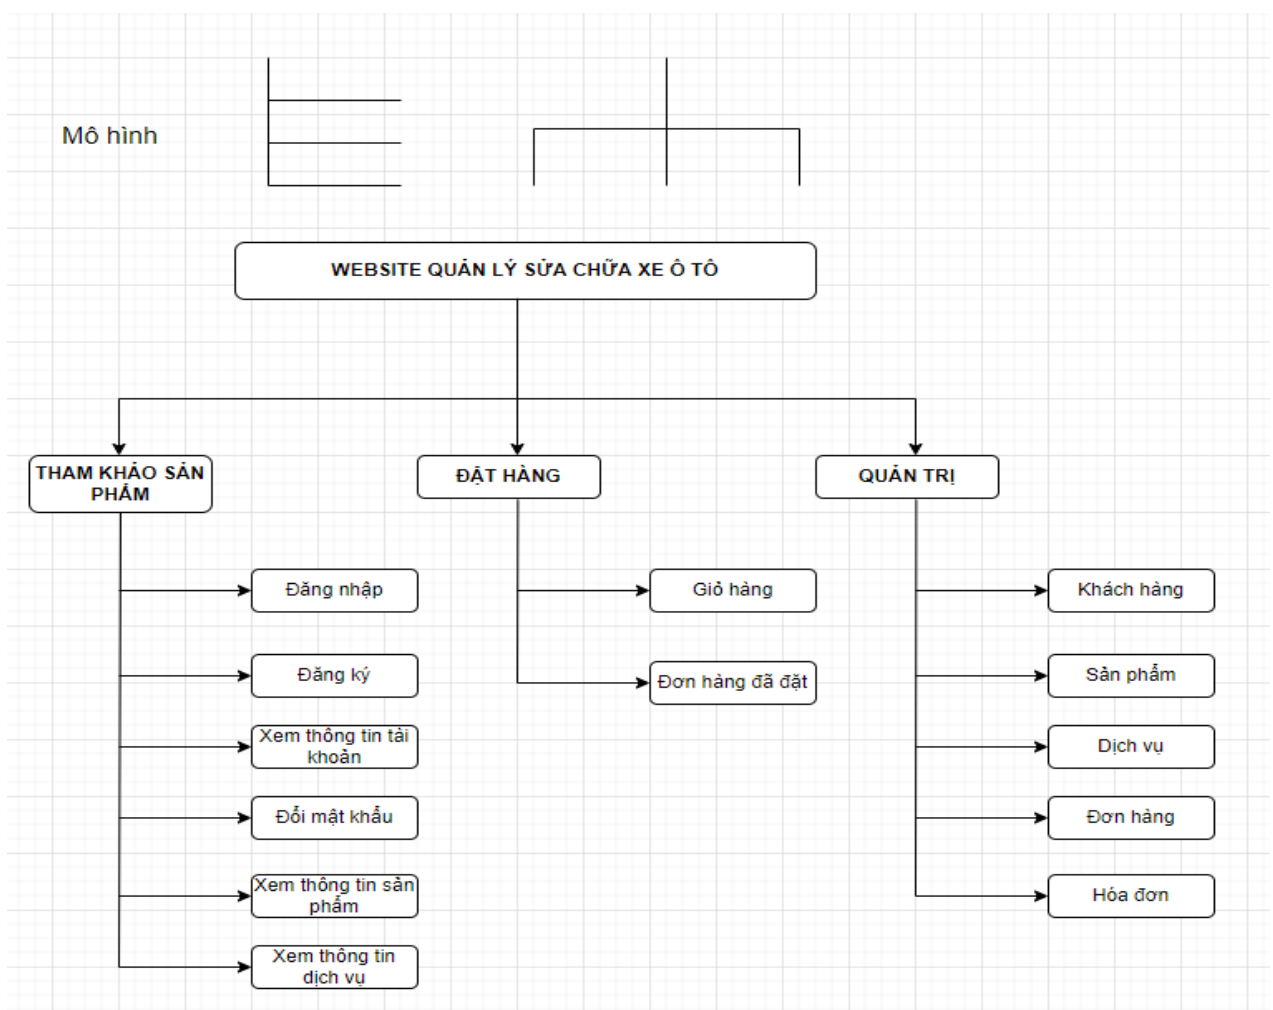 Mô hình
WEBSITE QUẢN LÝ SỬA CHỮA XE Ô TÔ
THAM KHẢO SẢN
PHẨM
ĐẶT HÀNG
QUẢN TRỊ
Đăng nhập
Đăng ký
Xem thông tin tài
khoản
Đổi mật khẩu
Xem thông tin sản
phẩm
Xem thông tin
dịch vụ
Giỏ hàng
Đơn hàng đã đặt
Khách hàng
Sản phẩm
Dịch vụ
Đơn hàng
Hóa đơn